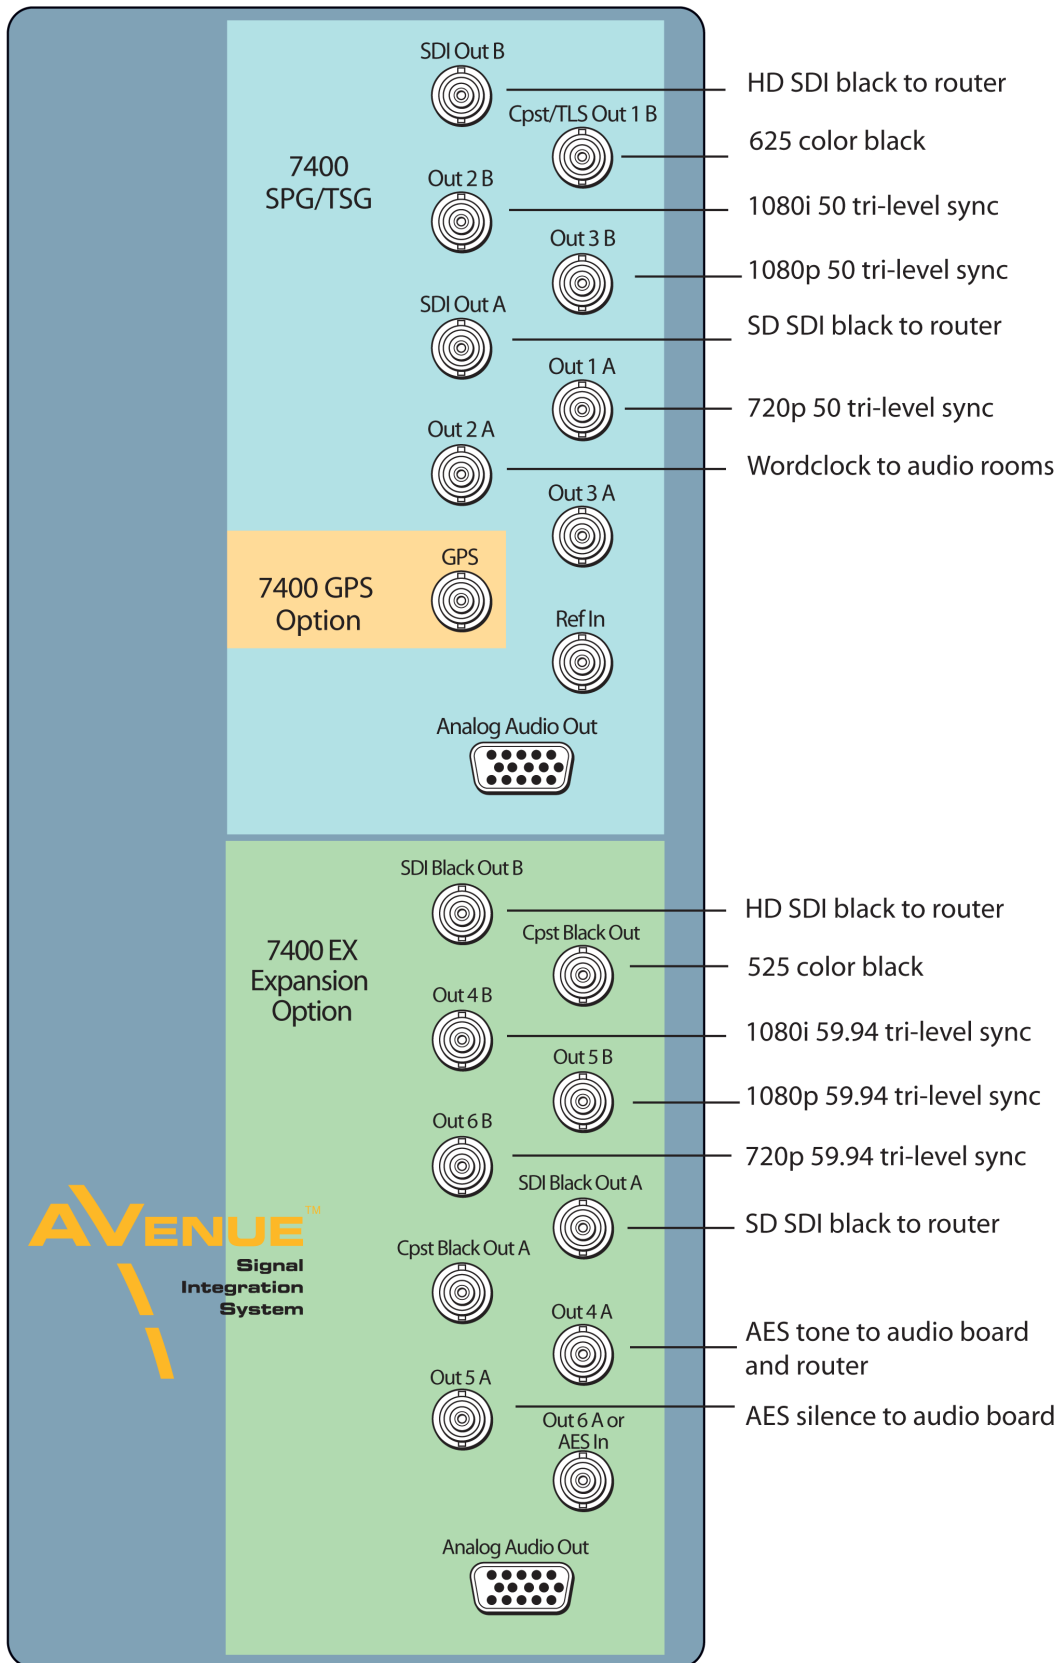 SDI Out B
HD SDI black to router
Cpst/TLS Out 1 B
625 color black
7400
SPG/TSG
Out 2 B
1080i 50 tri-level sync
Out 3 B
1080p 50 tri-level sync
SDI Out A
SD SDI black to router
Out 1 A
720p 50 tri-level sync
Out 2 A
Wordclock to audio rooms
Out 3 A
GPS
7400 GPS
Option
Ref In
Analog Audio Out
SDI Black Out B
HD SDI black to router
Cpst Black Out
525 color black
7400 EX
Expansion
Option
Out 4 B
1080i 59.94 tri-level sync
Out 5 B
1080p 59.94 tri-level sync
Out 6 B
720p 59.94 tri-level sync
SDI Black Out A
SD SDI black to router
AVENUE™
Signal
Integration
System
Cpst Black Out A
Out 4 A
AES tone to audio board
and router
Out 5 A
AES silence to audio board
Out 6 A or
AES In
Analog Audio Out